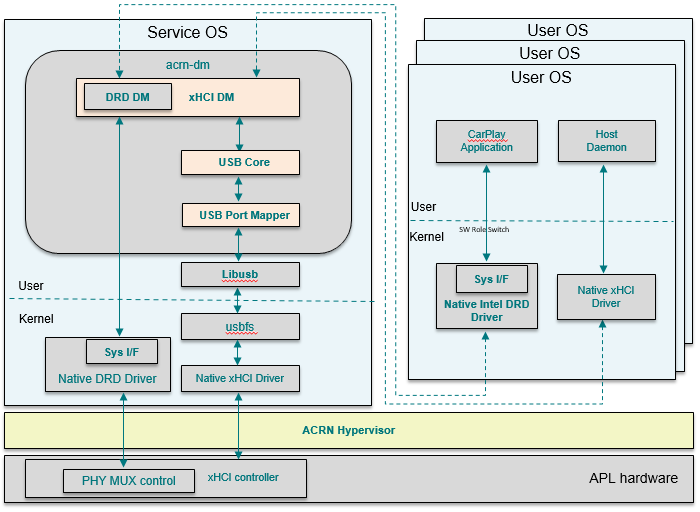 Service OS
acrn-dm
DRD DM
xHCI DM
USB Core
USB Port Mapper
Libusb
User
Kernel
usbfs
Sys I/F
Native DRD Driver
Native xHCI Driver
User OS
User OS
User OS
CarPlay
Application
Host
Daemon
User
Kernel
SW Role Switch
Sys I/F
Native Intel DRD
Driver
Native xHCI
Driver
ACRN Hypervisor
PHY MUX control
xHCI controller
APL hardware